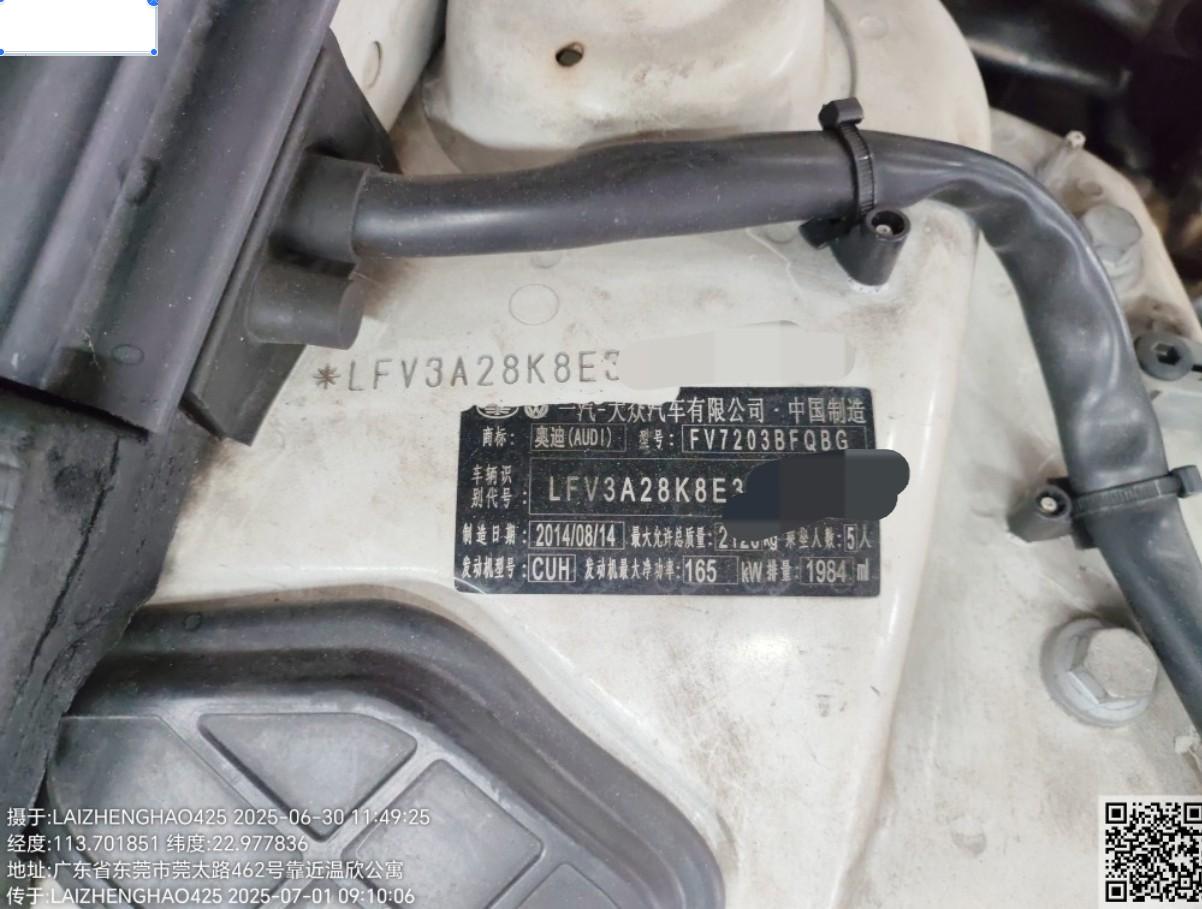 *LFV3A28K8E3
一汽-大众汽车有限公司·中国制造
商标: 奥迪(AUDI) 型号: FV7203BFQBG
车辆识别代号: LFV3A28K8E3
制造日期: 2014/08/14 最大允许总质量: 2120kg 乘坐人数: 5人
发动机型号: CUH 发动机最大净功率: 165 kW 排量: 1984 ml
摄于:LAIZHENGHAO425 2025-06-30 11:49:25
经度:113.701851 纬度:22.977836
地址:广东省东莞市莞太路462号靠近温欣公寓
传于:LAIZHENGHAO425 2025-07-01 09:10:06